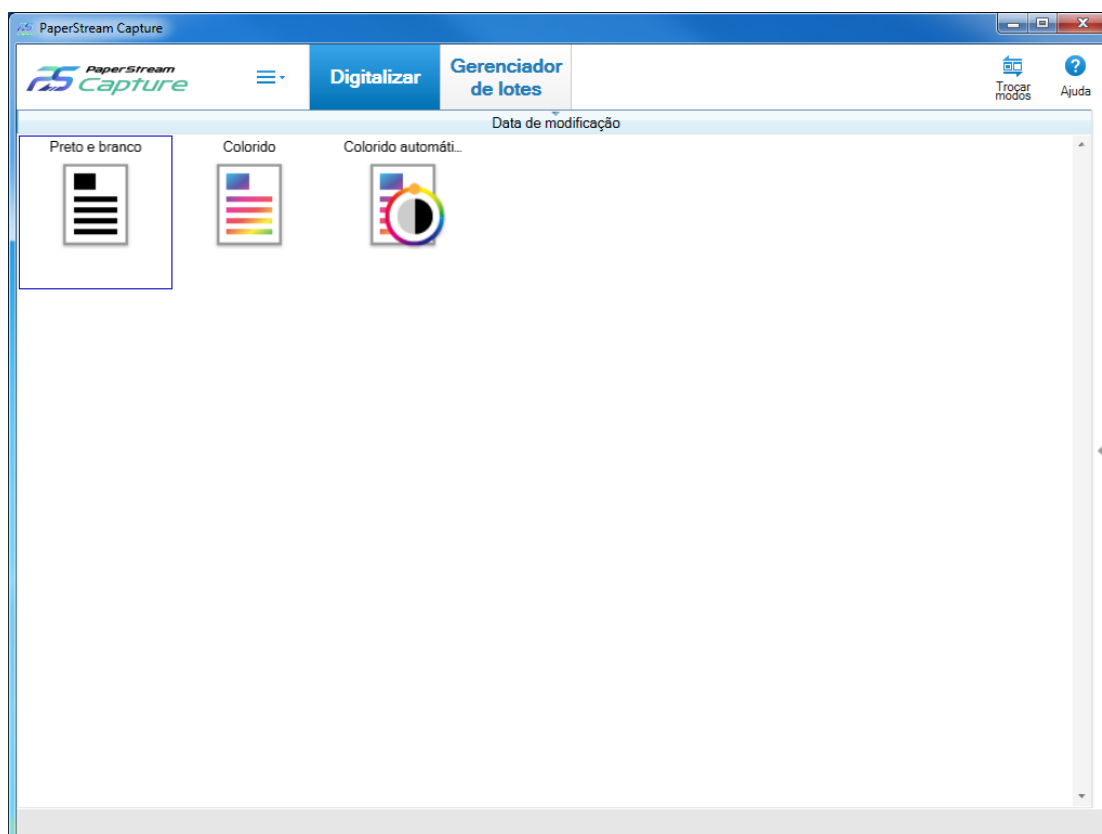 PaperStream Capture
PaperStream
Capture
Digitalizar
Gerenciador
de lotes
Trocar
modos
Ajuda
Data de modificação
Preto e branco
Colorido
Colorido automáti...